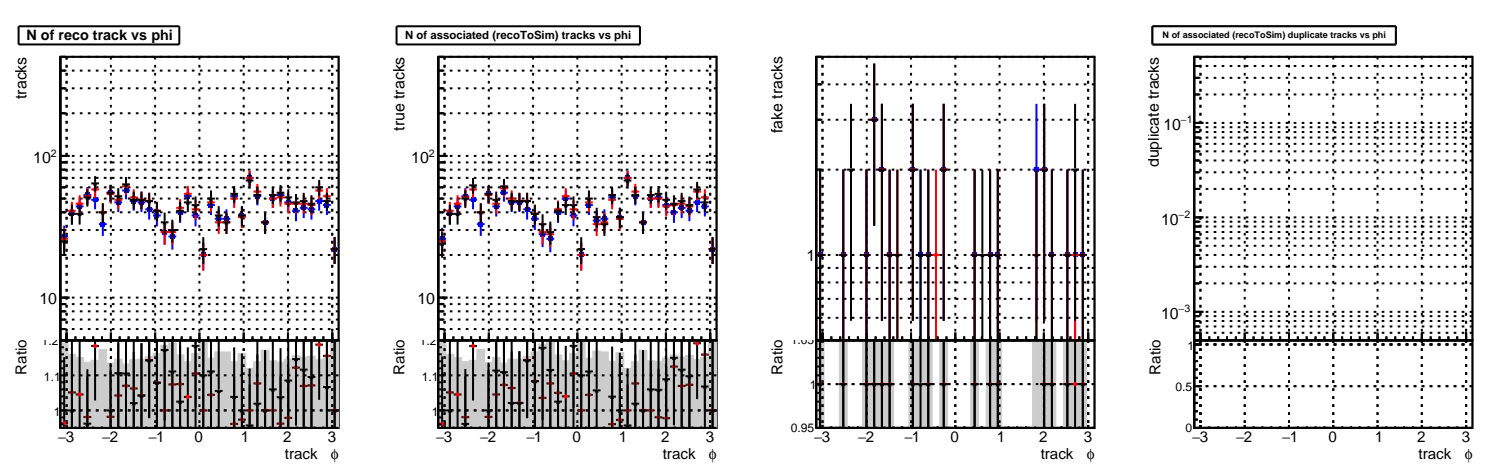 N of reco track vs phi
tracks
10²
10
Ratio
1.2
1.1
1
−3 −2 −1 0 1 2 3
track φ
N of associated (recoToSim) tracks vs phi
true tracks
10²
10
Ratio
1.2
1.1
1
−3 −2 −1 0 1 2 3
track φ
fake tracks
1
Ratio
1.05
1
0.95
−3 −2 −1 0 1 2 3
track φ
N of associated (recoToSim) duplicate tracks vs phi
duplicate tracks
10⁻¹
10⁻²
10⁻³
Ratio
1
0.5
0
−3 −2 −1 0 1 2 3
track φ